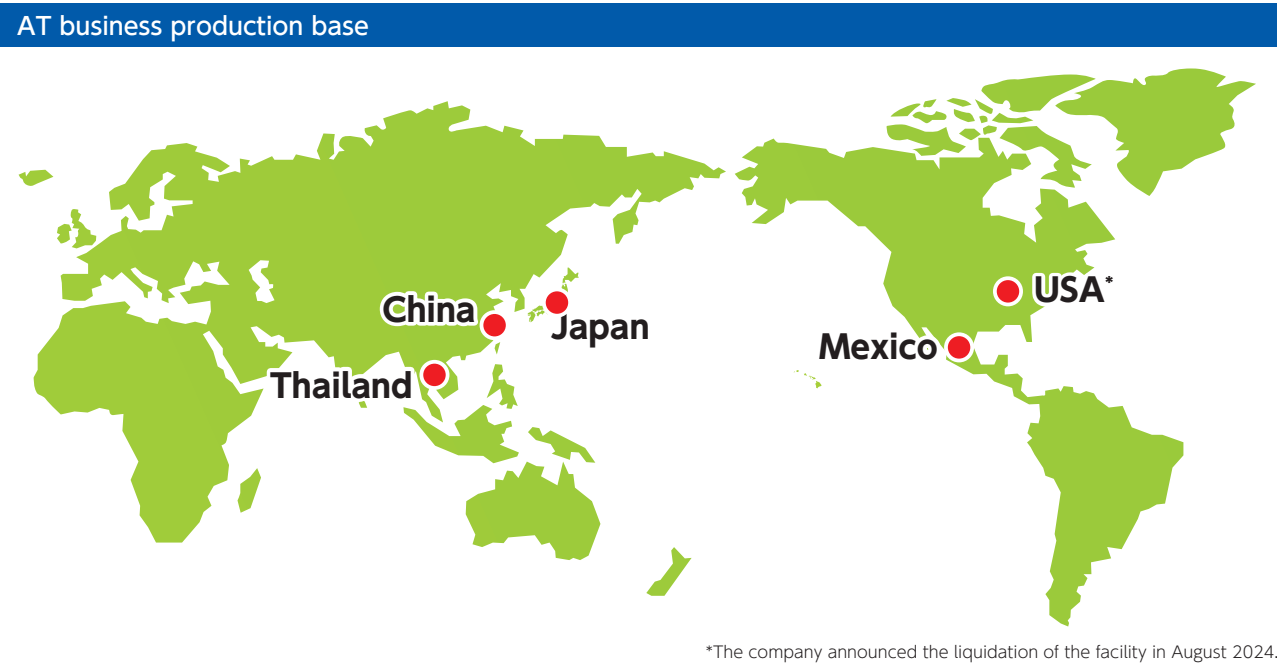 AT business production base
USA*
China
Japan
Mexico
Thailand
*The company announced the liquidation of the facility in August 2024.